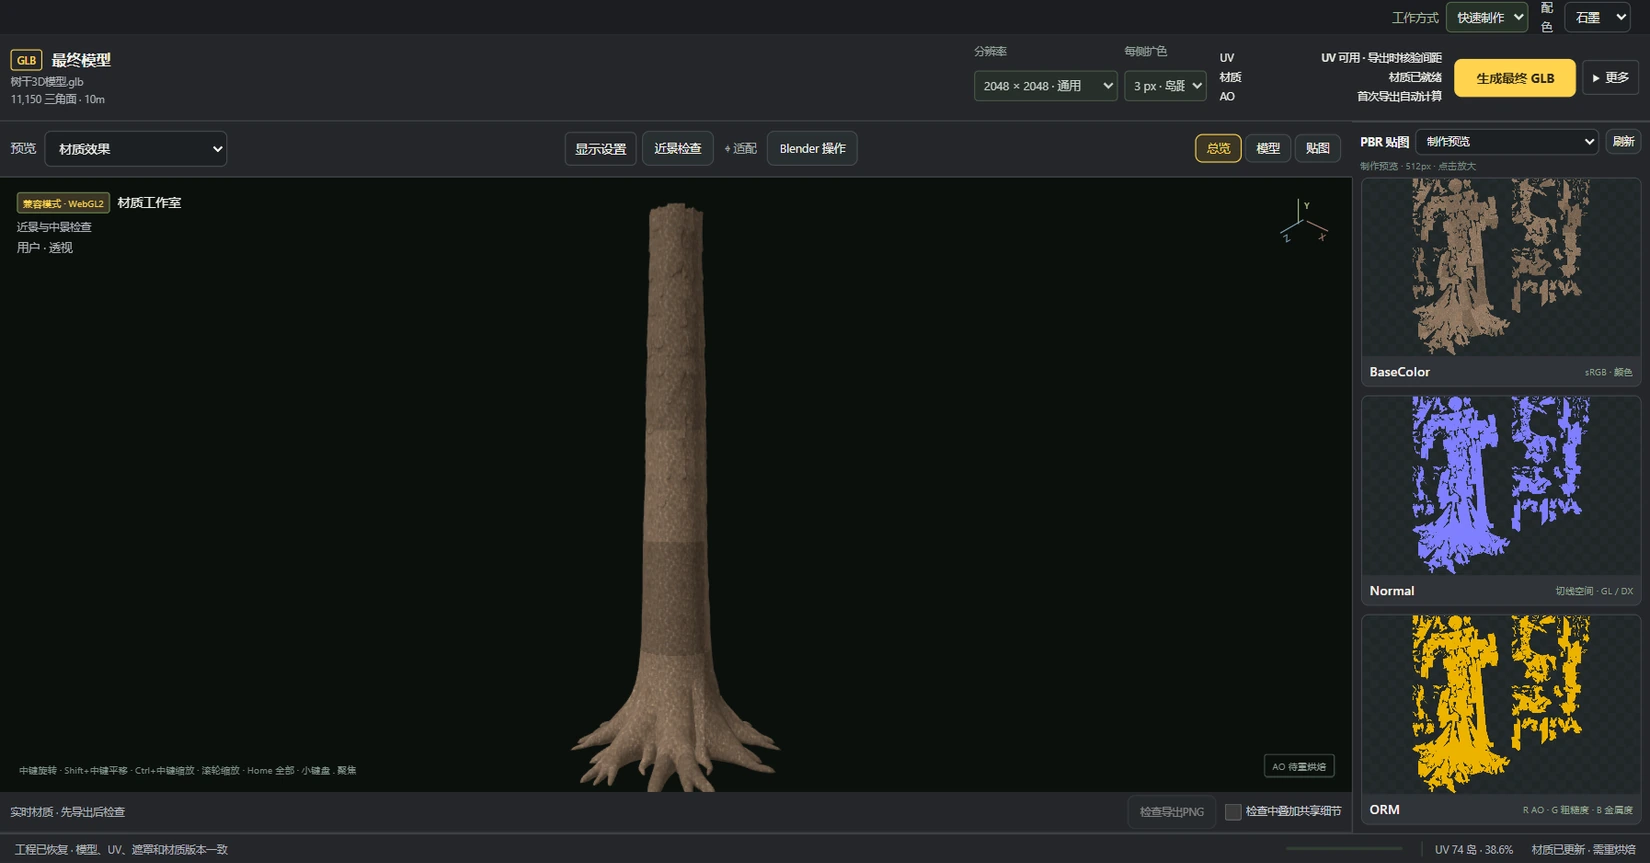 工作方式 快速制作 配色 石墨
GLB 最终模型
树干3D模型.glb
11,150 三角面 · 10m
分辨率 每侧扩色
2048 × 2048 · 通用 3 px · 岛距
UV UV 可用 · 导出时核验间距
材质 材质已就绪
AO 首次导出自动计算
生成最终 GLB
更多
预览 材质效果
显示设置 近景检查 适配 Blender 操作
总览 模型 贴图
PBR 贴图 制作预览 刷新
制作预览 · 512px · 点击放大
兼容模式 · WebGL2 材质工作室
近景与中景检查
用户 · 透视
Y
Z X
BaseColor sRGB · 颜色
Normal 切线空间 · GL / DX
ORM R AO · G 粗糙度 · B 金属度
中键旋转 · Shift+中键平移 · Ctrl+中键缩放 · 滚轮缩放 · Home 全部 · 小键盘 . 聚焦
AO 待重烘焙
实时材质 · 先导出后检查
检查导出PNG 检查中叠加共享细节
工程已恢复 · 模型、UV、遮罩和材质版本一致
UV 74 岛 · 38.6% 材质已更新 · 需重烘焙